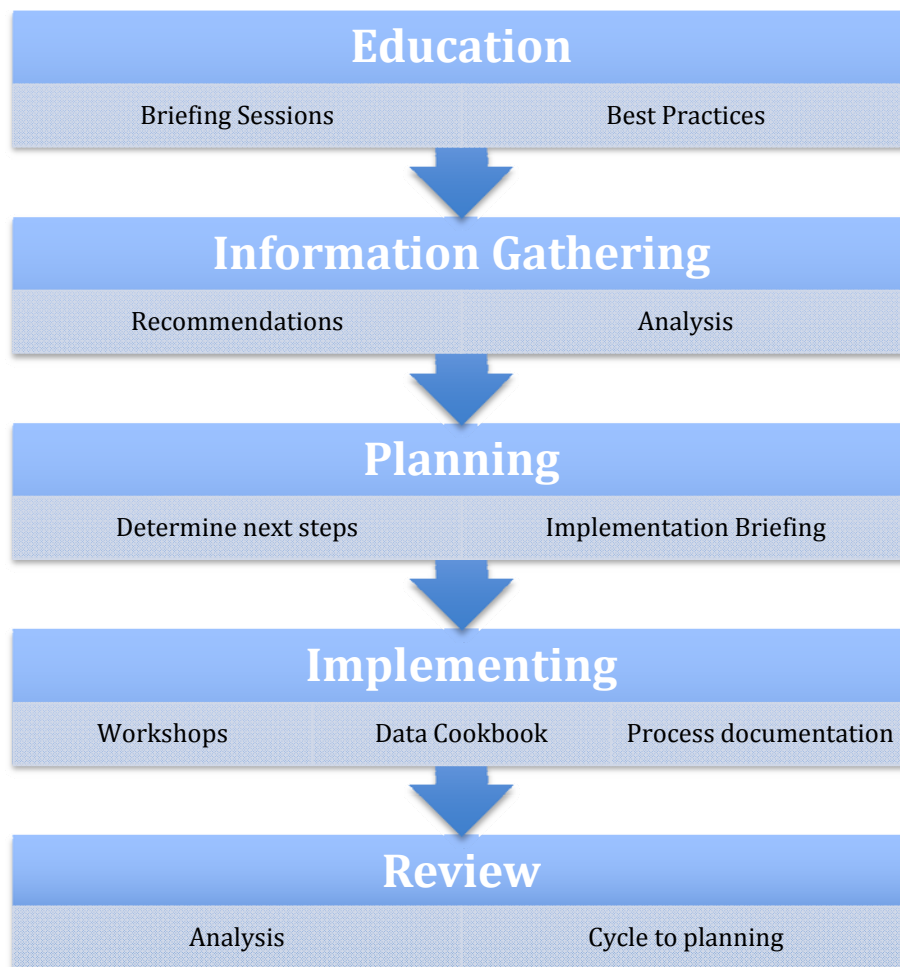 Education
Briefing Sessions
Best Practices
Information Gathering
Recommendations
Analysis
Planning
Determine next steps
Implementation Briefing
Implementing
Workshops
Data Cookbook
Process documentation
Review
Analysis
Cycle to planning